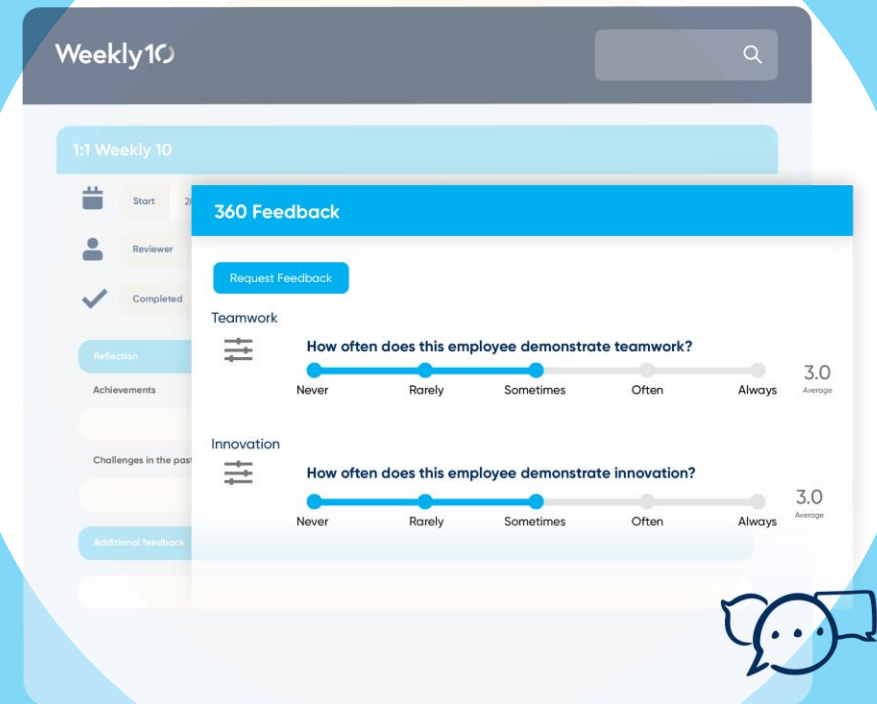 Weekly10
1:1 Weekly 10
Start
Reviewer
Completed
Reflection
Achievements
Challenges in the past
Additional feedback
360 Feedback
Request Feedback
Teamwork
How often does this employee demonstrate teamwork?
Never Rarely Sometimes Often Always
3.0
Average
Innovation
How often does this employee demonstrate innovation?
Never Rarely Sometimes Often Always
3.0
Average